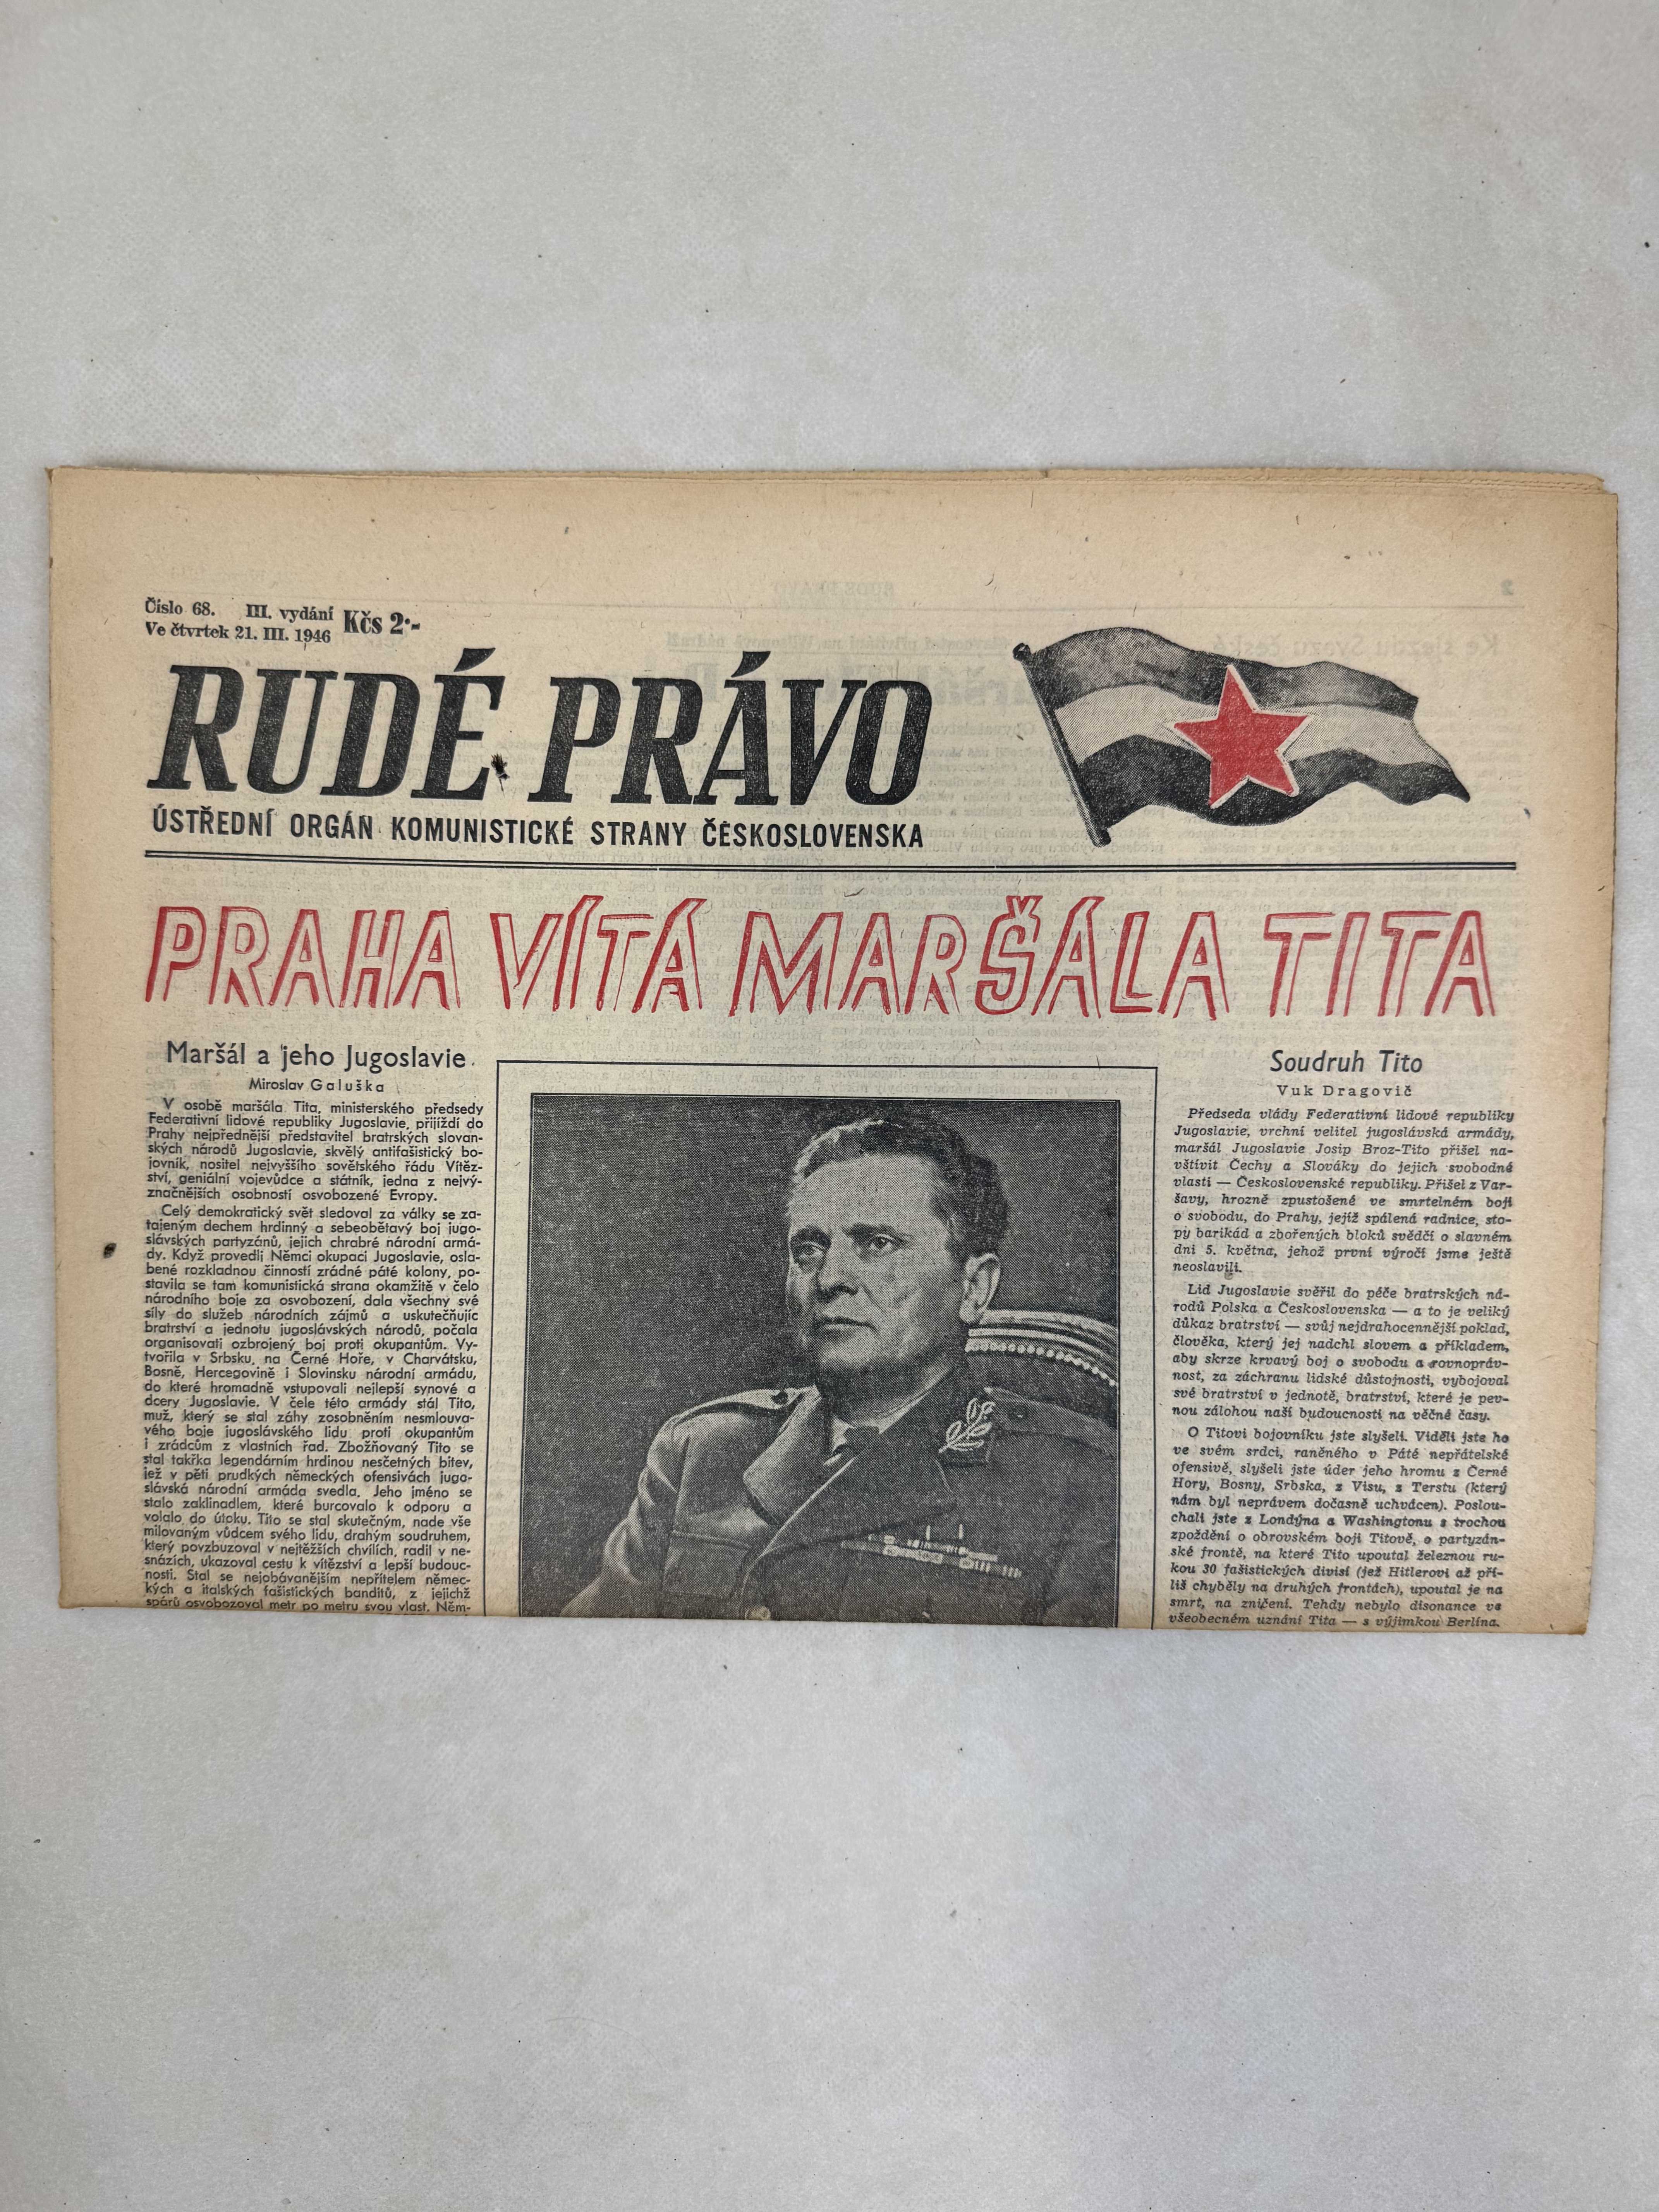 Číslo 68. III. vydání
Ve čtvrtek 21. III. 1946
Kčs 2·-
RUDÉ PRÁVO
ÚSTŘEDNÍ ORGÁN KOMUNISTICKÉ STRANY ČESKOSLOVENSKA
PRAHA VÍTÁ MARŠÁLA TITA
Maršál a jeho Jugoslavie
Miroslav Galuška
V osobě maršála Tita, ministerského předsedy
Federativní lidové republiky Jugoslavie, přijíždí do
Prahy nejpřednější představitel bratrských slovan-
ských národů Jugoslavie, skvělý antifašistický bo-
jovník, nositel nejvyššího sovětského řádu Vítěz-
ství, geniální vojevůdce a státník, jedna z nejvý-
značnějších osobností osvobozené Evropy.
Celý demokratický svět sledoval za války se za-
tajeným dechem hrdinný a sebeobětavý boj jugo-
slávských partyzánů, jejich chrabré národní armá-
dy. Když provedli Němci okupaci Jugoslavie, osla-
bené rozkladnou činností zrádné páté kolony, po-
stavila se tam komunistická strana okamžitě v čelo
národního boje za osvobození, dala všechny své
síly do služeb národních zájmů a uskutečňujíc
bratrství a jednotu jugoslávských národů, počala
organisovati ozbrojený boj proti okupantům. Vy-
tvořila v Srbsku, na Černé Hoře, v Charvátsku,
Bosně, Hercegovině i Slovinsku národní armádu,
do které hromadně vstupovali nejlepší synové a
dcery Jugoslavie. V čele této armády stál Tito,
muž, který se stal záhy zosobněním nesmlouva-
vého boje jugoslávského lidu proti okupantům
i zrádcům z vlastních řad. Zbožňovaný Tito se
stal takřka legendárním hrdinou nesčetných bitev,
jež v pěti prudkých německých ofensivách jugo-
slávská národní armáda svedla. Jeho jméno se
stalo zaklinadlem, které burcovalo k odporu a
volalo do útoku. Tito se stal skutečným, nade vše
milovaným vůdcem svého lidu, drahým soudruhem,
který povzbuzoval v nejtěžších chvílích, radil v ne-
snázích, ukazoval cestu k vítězství a lepší budouc-
nosti. Stal se nejobávanějším nepřítelem němec-
kých a italských fašistických banditů, z jejichž
spárů osvobozoval metr po metru svou vlast. Něm-
Soudruh Tito
Vuk Dragovič
Předseda vlády Federativní lidové republiky
Jugoslavie, vrchní velitel jugoslávská armády,
maršál Jugoslavie Josip Broz-Tito přišel na-
vštívit Čechy a Slováky do jejich svobodné
vlasti — Československé republiky. Přišel z Var-
šavy, hrozně zpustošené ve smrtelném boji
o svobodu, do Prahy, jejíž spálená radnice, sto-
py barikád a zbořených bloků svědčí o slavném
dni 5. května, jehož první výročí jsme ještě
neoslavili.
Lid Jugoslavie svěřil do péče bratrských ná-
rodů Polska a Československa — a to je veliký
důkaz bratrství — svůj nejdrahocennější poklad,
člověka, který jej nadchl slovem a příkladem,
aby skrze krvavý boj o svobodu a rovnopráv-
nost, za záchranu lidské důstojnosti, vybojoval
své bratrství v jednotě, bratrství, které je pev-
nou zálohou naší budoucnosti na věčné časy.
O Titovi bojovníku jste slyšeli. Viděli jste ho
ve svém srdci, raněného v Páté nepřátelské
ofensivě, slyšeli jste úder jeho hromu z Černé
Hory, Bosny, Srbska, z Visu, z Terstu (který
nám byl neprávem dočasně uchvácen). Poslou-
chali jste z Londýna a Washingtonu s trochou
zpoždění o obrovském boji Titově, o partyzán-
ské frontě, na které Tito upoutal železnou ru-
kou 30 fašistických divisí (jež Hitlerovi až pří-
liš chyběly na druhých frontách), upoutal je na
smrt, na zničení. Tehdy nebylo disonance ve
všeobecném uznání Tita — s výjimkou Berlína.